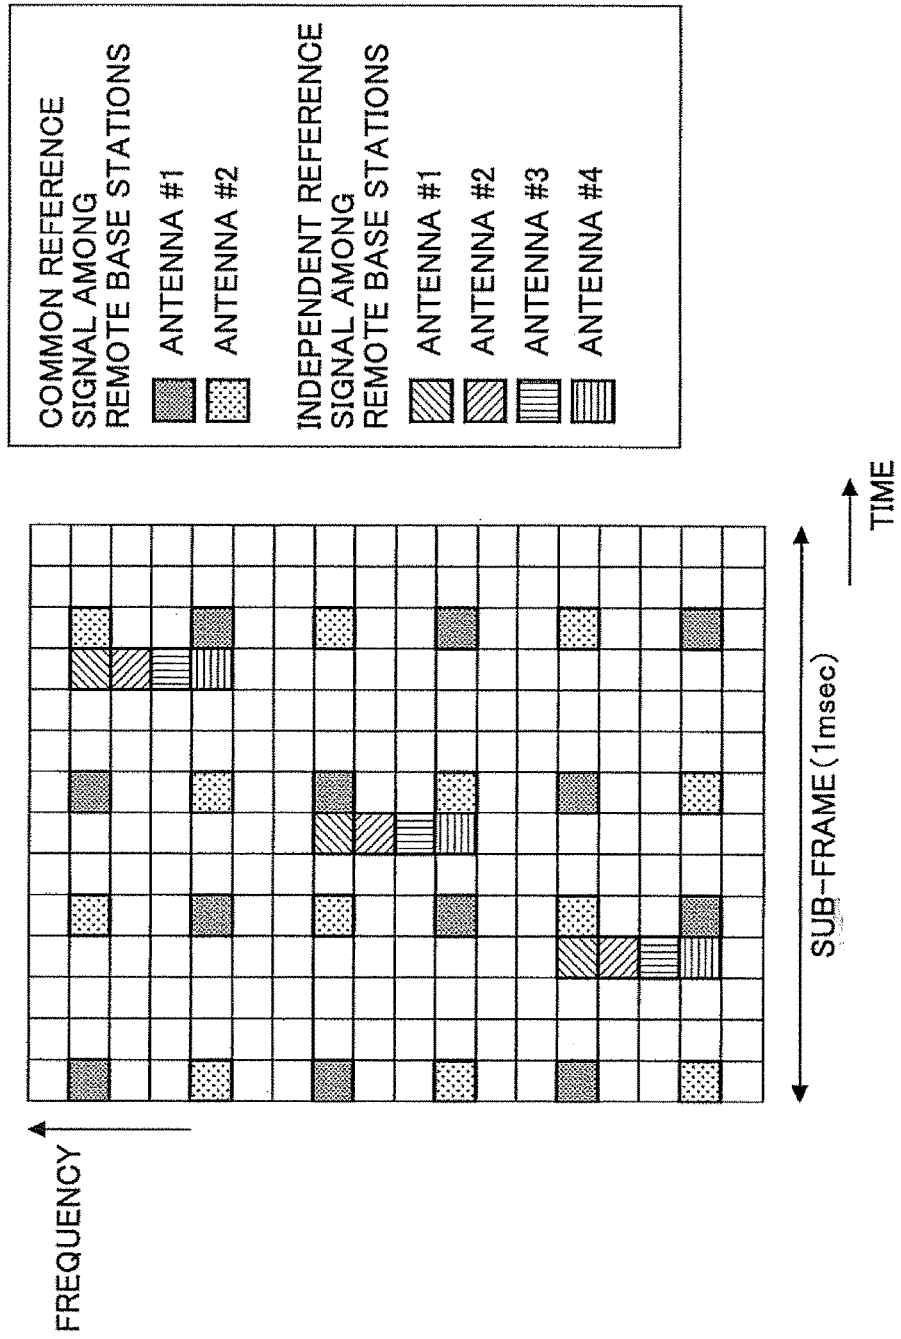 COMMON REFERENCE
SIGNAL AMONG
REMOTE BASE STATIONS
ANTENNA #1
ANTENNA #2
INDEPENDENT REFERENCE
SIGNAL AMONG
REMOTE BASE STATIONS
ANTENNA #1
ANTENNA #2
ANTENNA #3
ANTENNA #4
FREQUENCY
SUB-FRAME (1msec)
TIME